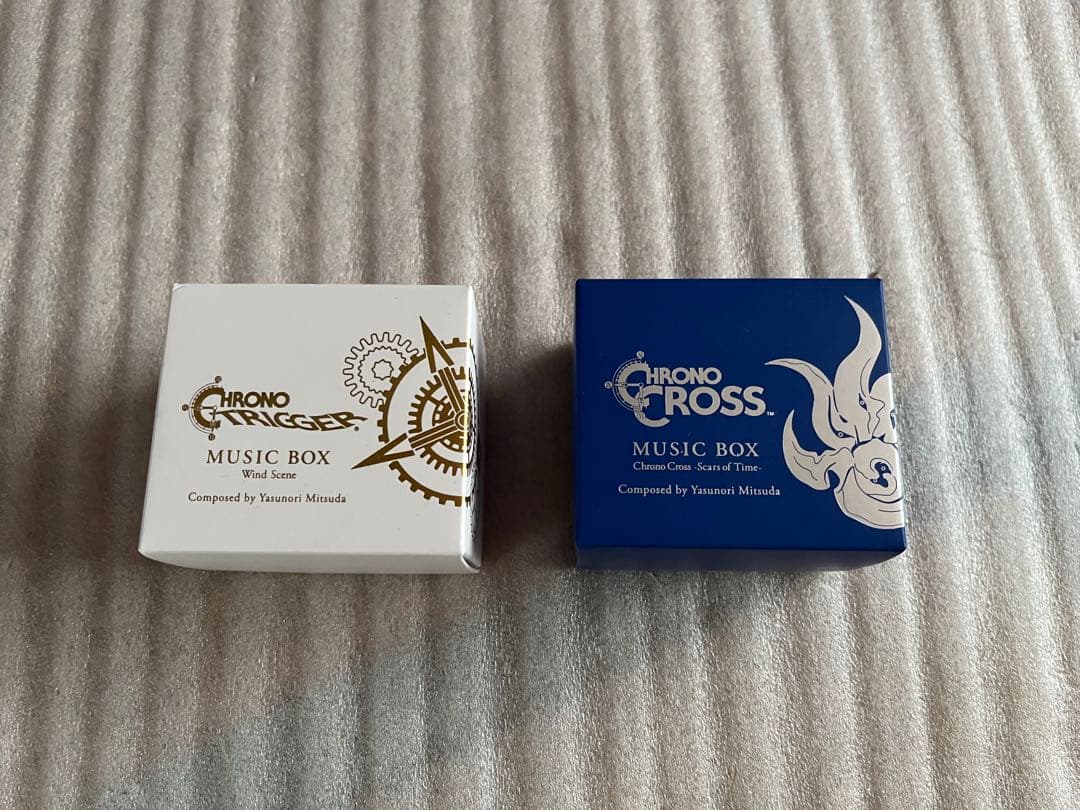 CHRONO
TRIGGER
MUSIC BOX
Wind Scene
Composed by Yasunori Mitsuda
CHRONO
CROSS™
MUSIC BOX
Chrono Cross -Scars of Time-
Composed by Yasunori Mitsuda